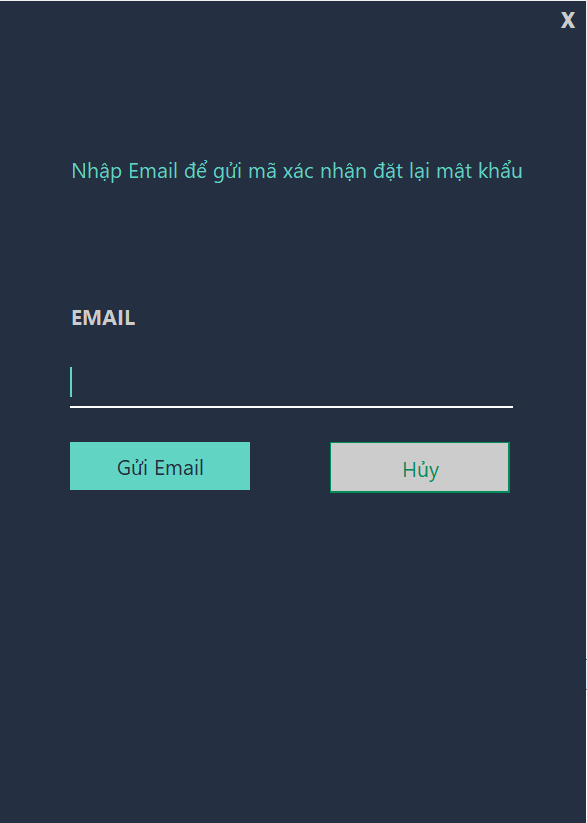 X
Nhập Email để gửi mã xác nhận đặt lại mật khẩu
EMAIL
Gửi Email
Hủy